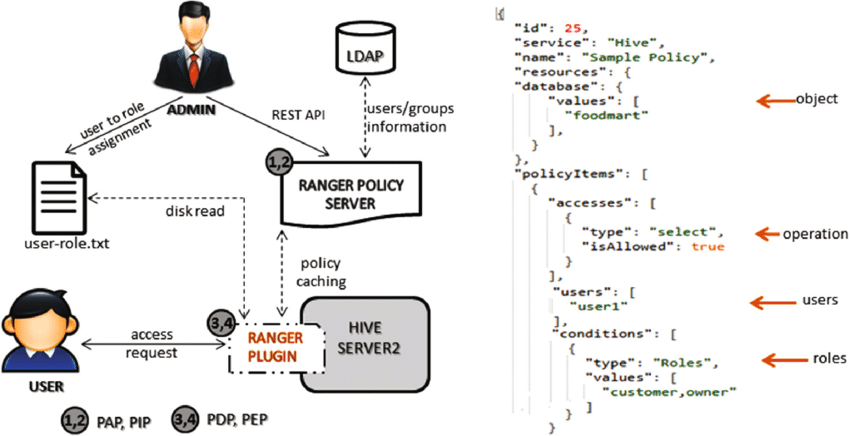 ADMIN
LDAP
user to role
assignment
REST API
users/groups
information
1,2
RANGER POLICY
SERVER
user-role.txt
disk read
policy
caching
3,4
RANGER
PLUGIN
HIVE
SERVER2
access
request
USER
1,2 PAP, PIP
3,4 PDP, PEP
{
"id": 25,
"service": "Hive",
"name": "Sample Policy",
"resources": {
"database": {
"values": [
"foodmart"
],
}
},
"policyItems": [
{
"accesses": [
{
"type": "select",
"isAllowed": true
}
],
"users": [
"user1"
],
"conditions": [
{
"type": "Roles",
"values": [
"customer,owner"
]
}
}
object
operation
users
roles